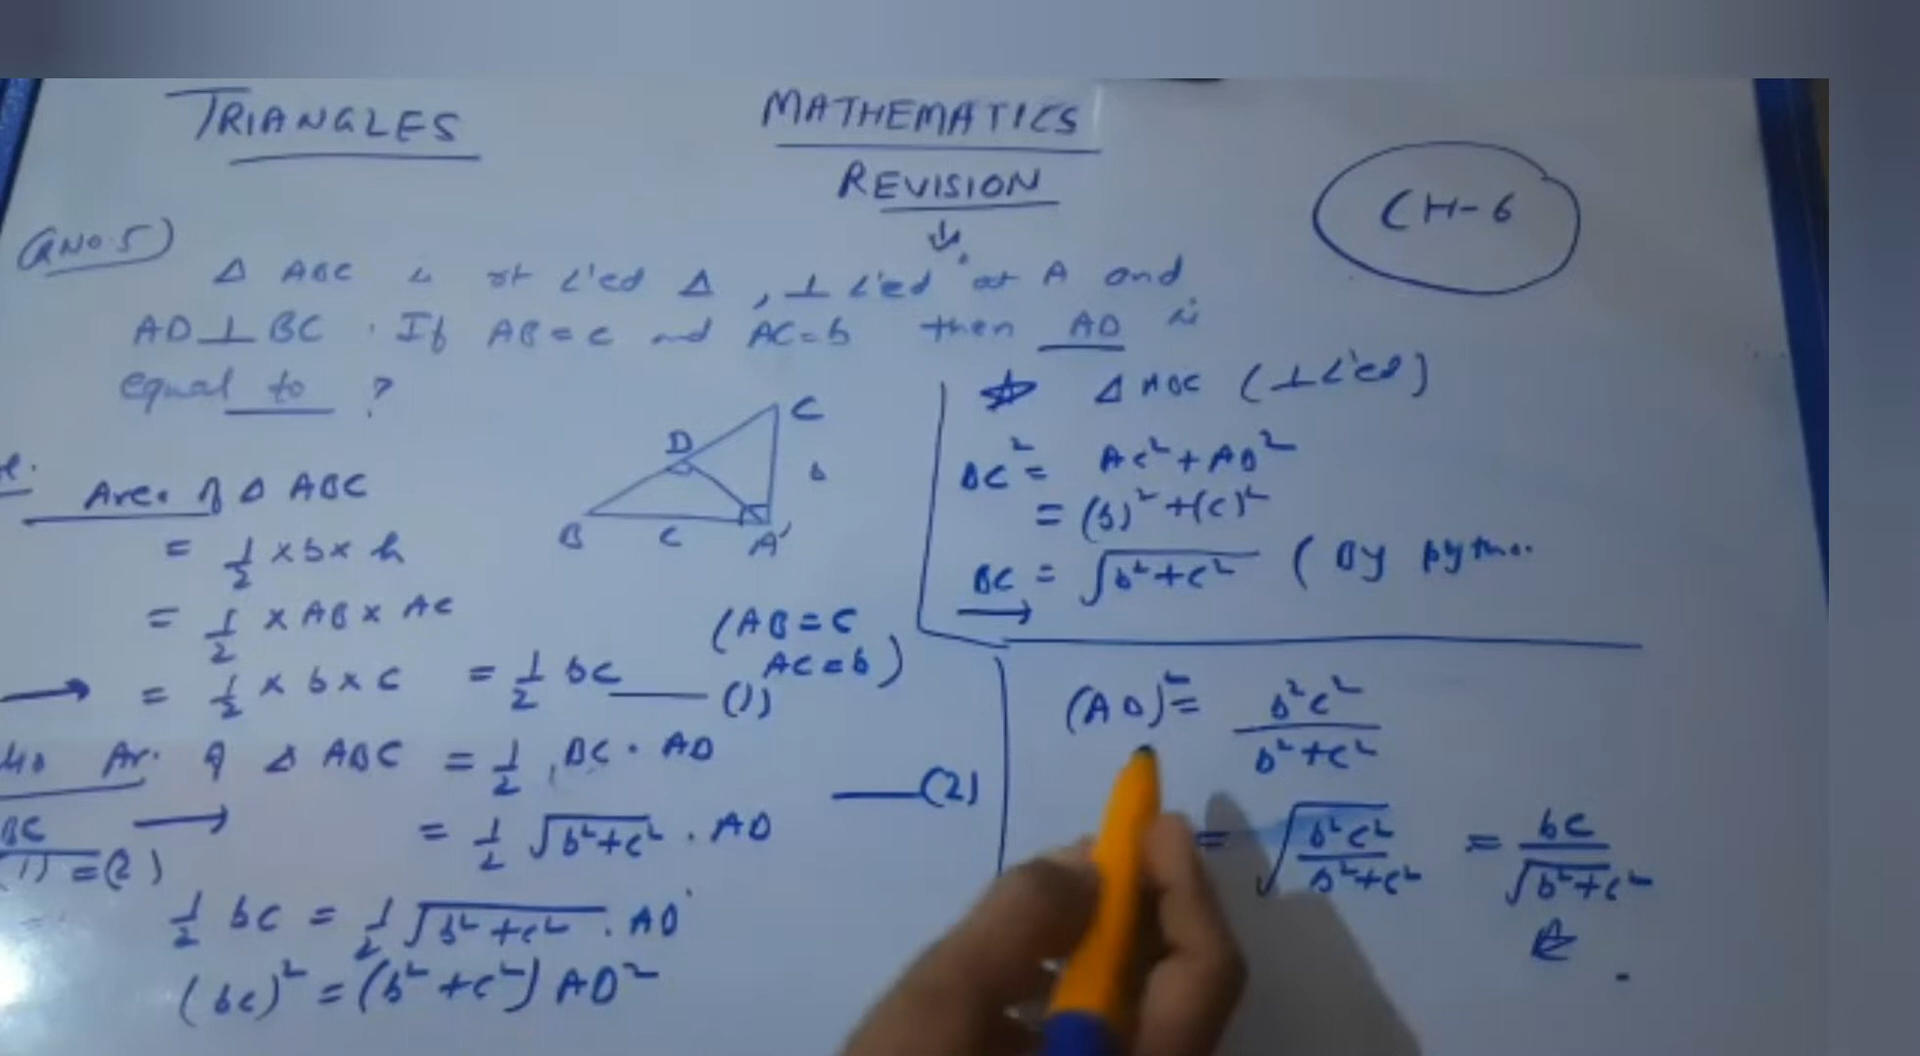 TRIANGLES
MATHEMATICS
REVISION
CH-6
(QNO.5)
Δ ABC is rt ∠'ed Δ, ⊥ ∠'ed at A and
AD ⊥ BC. If AB = c and AC = b then AD is
equal to ?
Area of Δ ABC
= 1/2 × b × h
= 1/2 × AB × AC
= 1/2 × b × c = 1/2 bc (1)
(AB = C
AC = b)
Ar. of Δ ABC = 1/2 BC · AD
BC → = 1/2 √b²+c² · AD (2)
(1) = (2)
1/2 bc = 1/2 √b²+c² · AD
(bc)² = (b²+c²) AD²
D
C
b
B
c
A
Δ ABC (⊥∠'ed)
BC² = AC² + AB²
= (b)² + (c)²
BC = √b²+c² (By pytho.
(AD)² = b²c² / b²+c²
= √b²c²/b²+c² = bc/√b²+c²